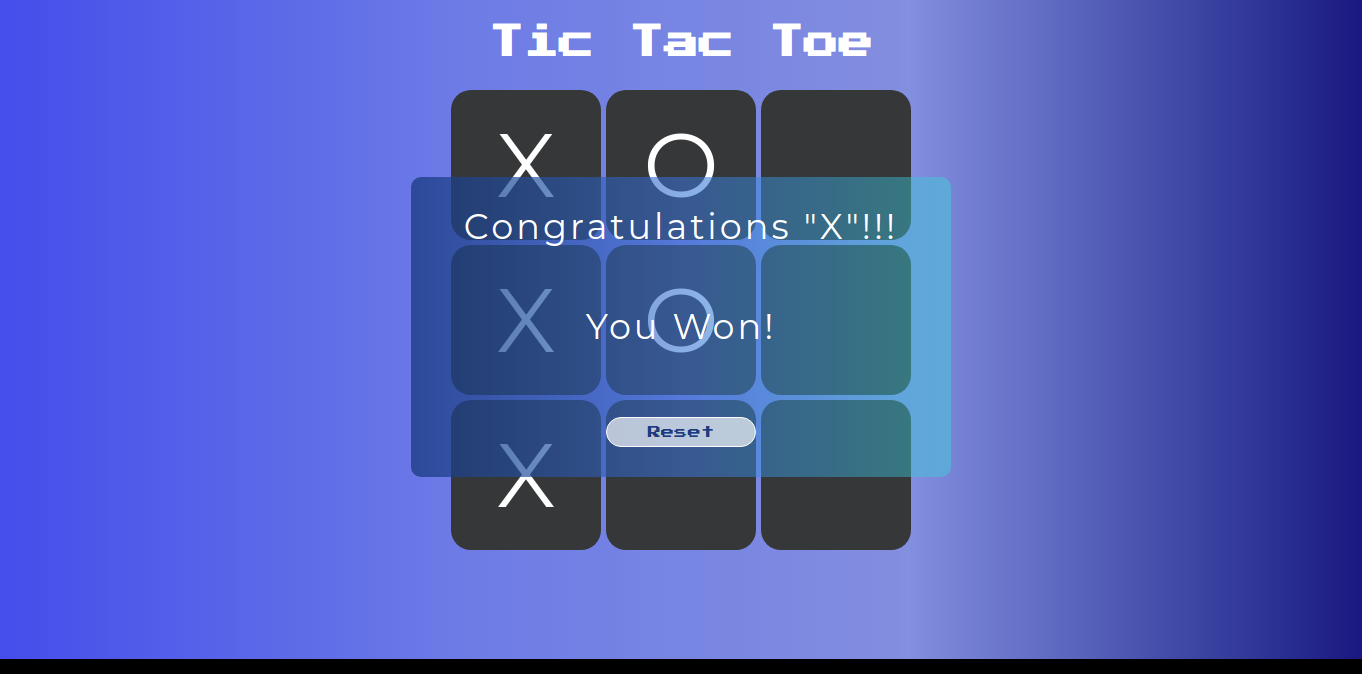 Tic Tac Toe
X O
Congratulations "X"!!!
X O
You Won!
Reset
X